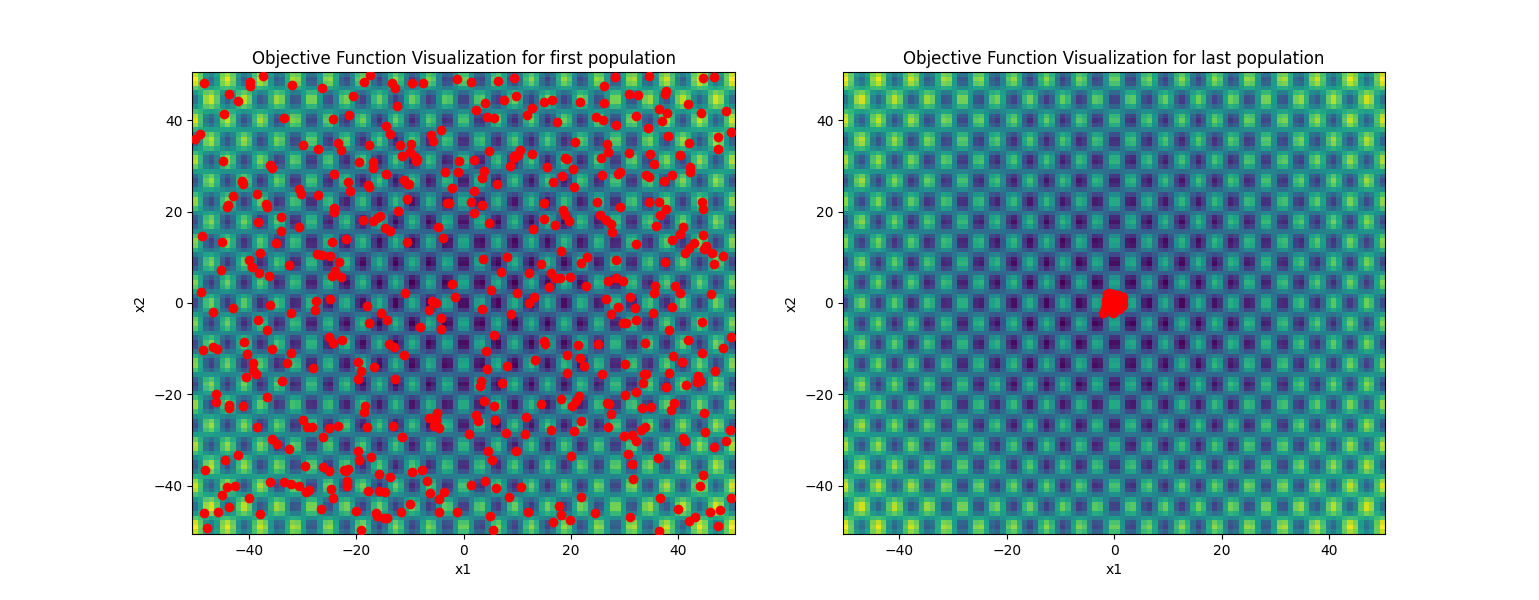 Objective Function Visualization for first population
40
20
0
−20
−40
x2
−40 −20 0 20 40
x1
Objective Function Visualization for last population
40
20
0
−20
−40
x2
−40 −20 0 20 40
x1